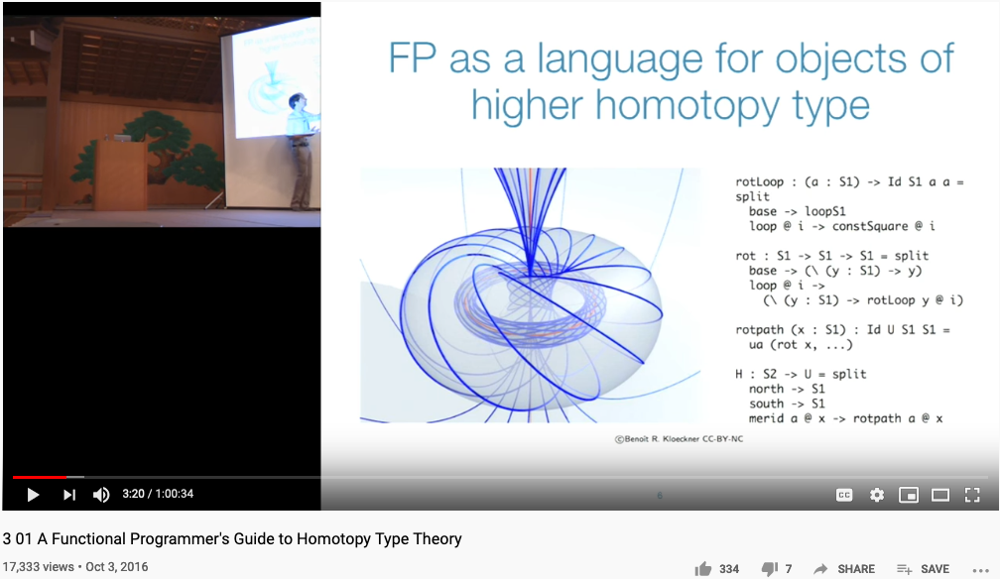 FP as a language for objects of
higher homotopy type
rotLoop : (a : S1) -> Id S1 a a =
split
  base -> loopS1
  loop @ i -> constSquare @ i
rot : S1 -> S1 -> S1 = split
  base -> (\ (y : S1) -> y)
  loop @ i ->
    (\ (y : S1) -> rotLoop y @ i)
rotpath (x : S1) : Id U S1 S1 =
  ua (rot x, ...)
H : S2 -> U = split
  north -> S1
  south -> S1
  merid a @ x -> rotpath a @ x
©Benoît R. Kloeckner CC-BY-NC
6
3:20 / 1:00:34
CC
3 01 A Functional Programmer's Guide to Homotopy Type Theory
17,333 views • Oct 3, 2016
334
7
SHARE
SAVE